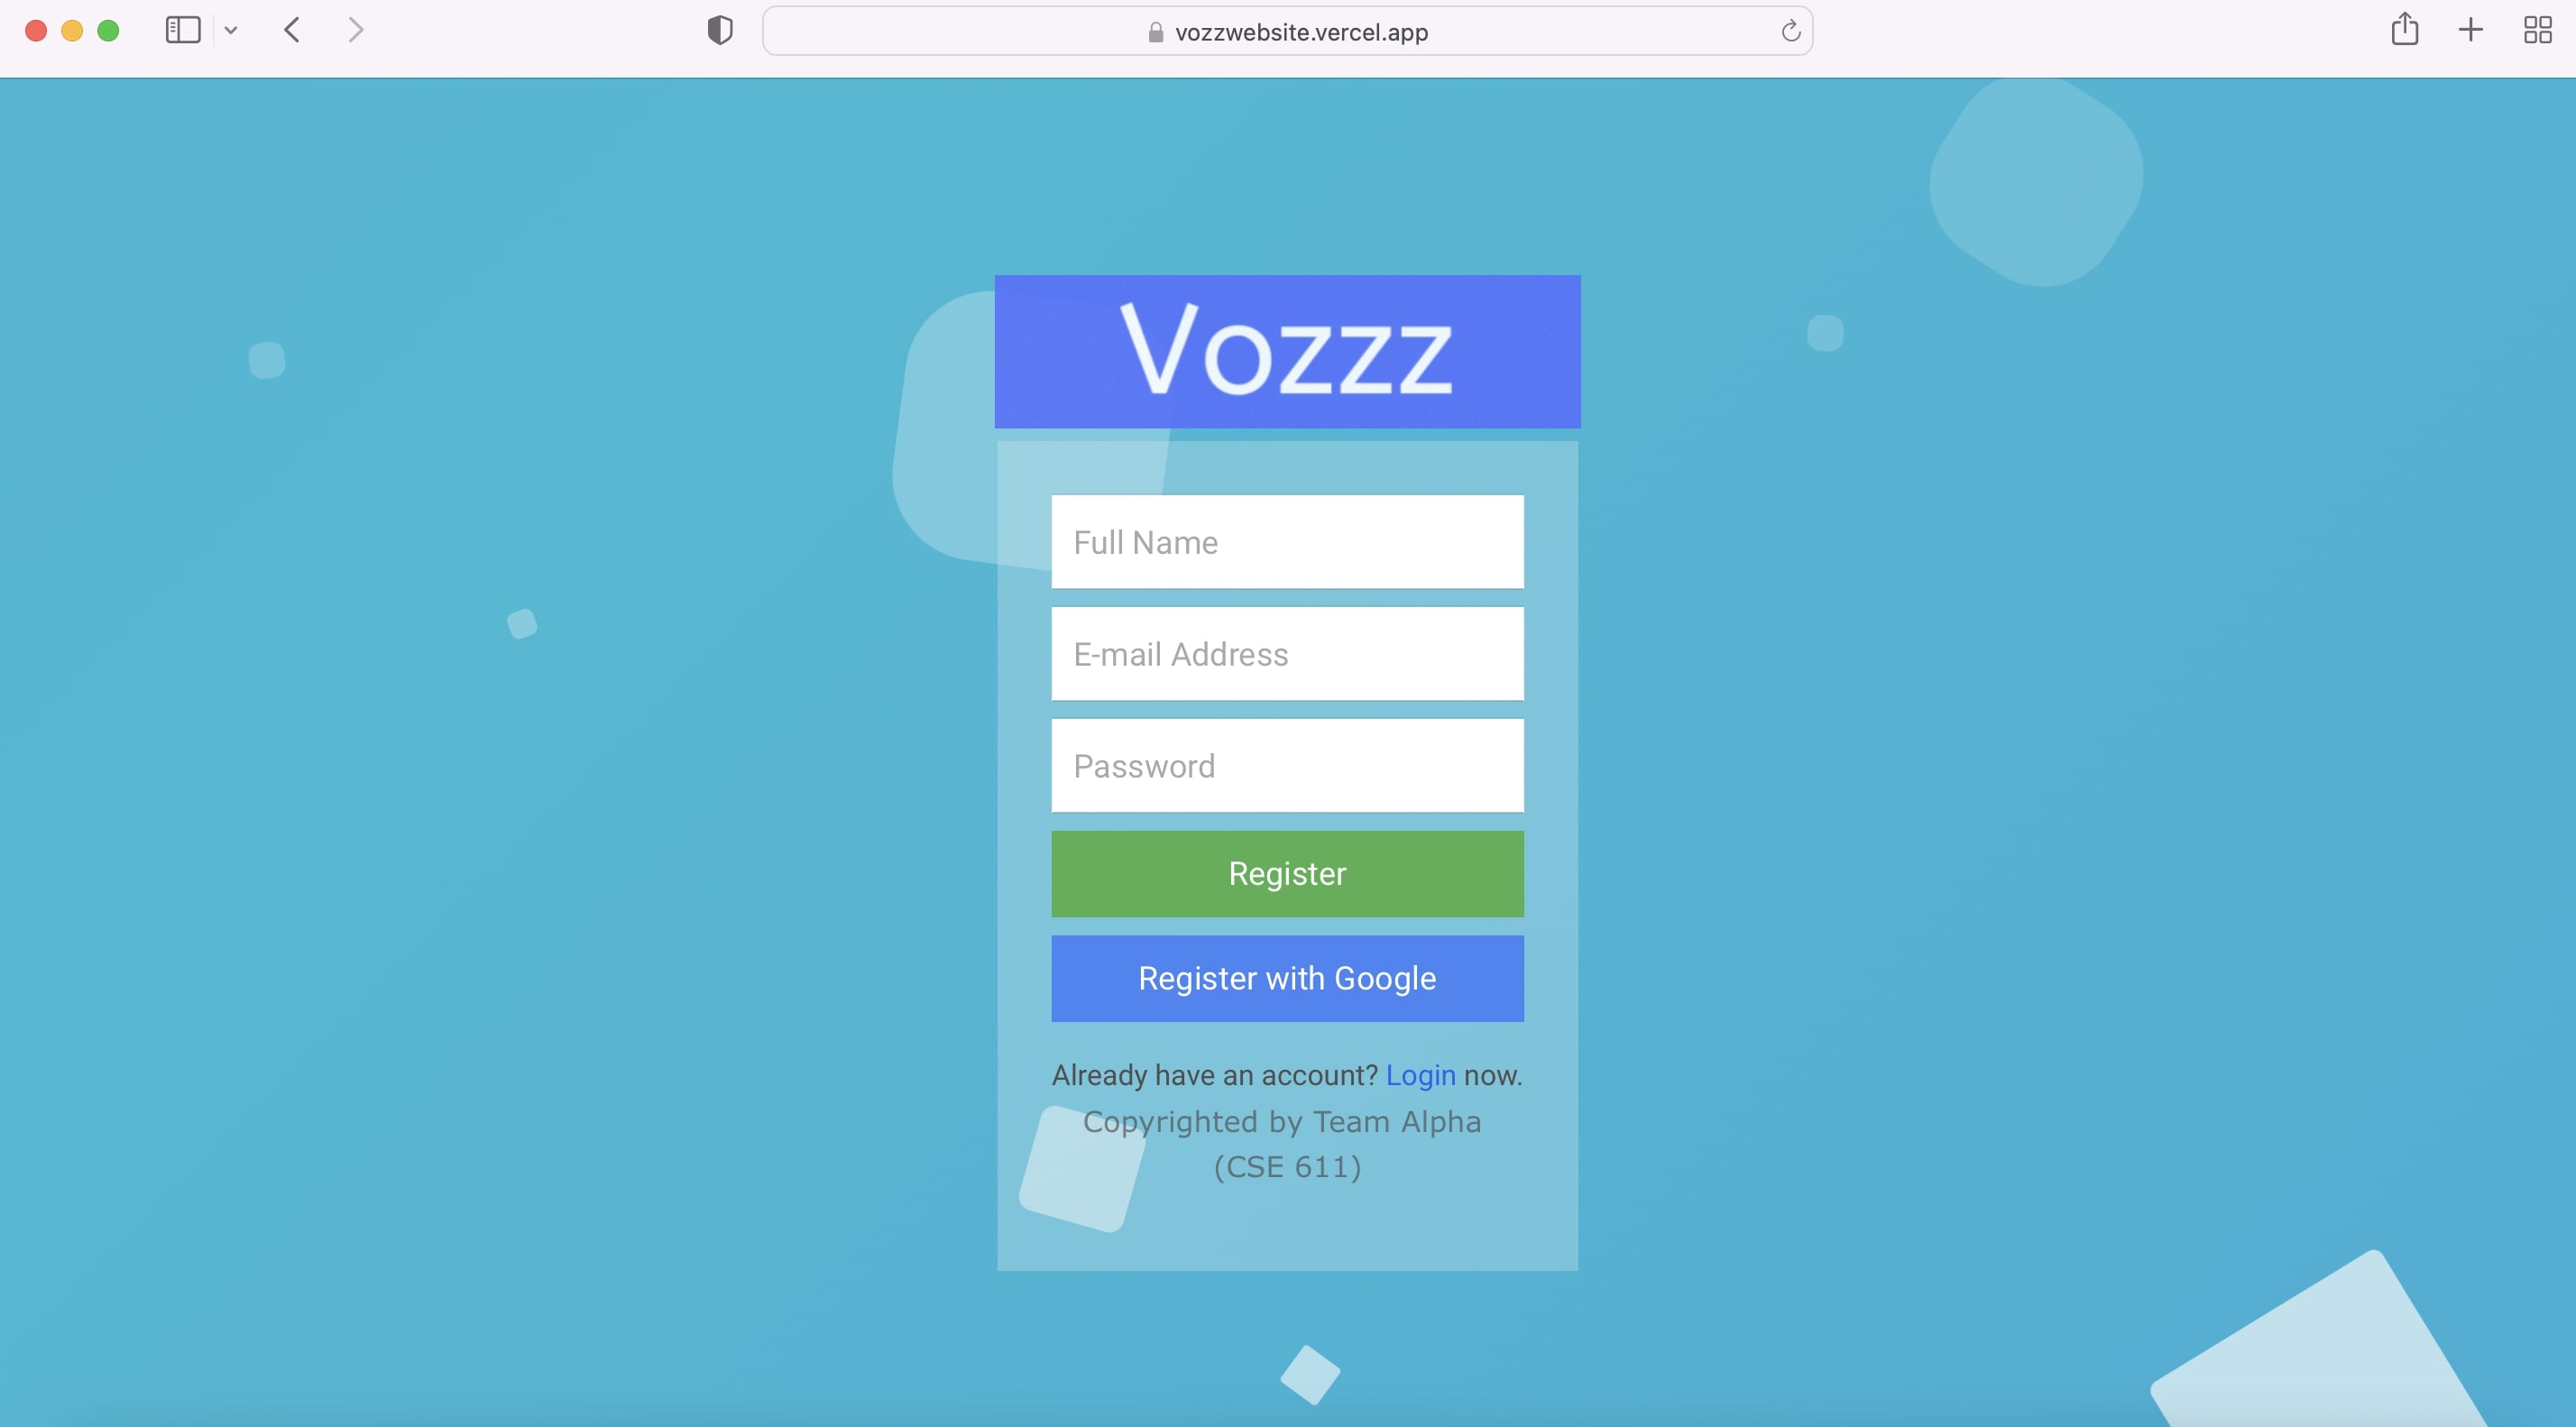 vozzwebsite.vercel.app
Vozzz
Full Name
E-mail Address
Password
Register
Register with Google
Already have an account? Login now.
Copyrighted by Team Alpha
(CSE 611)